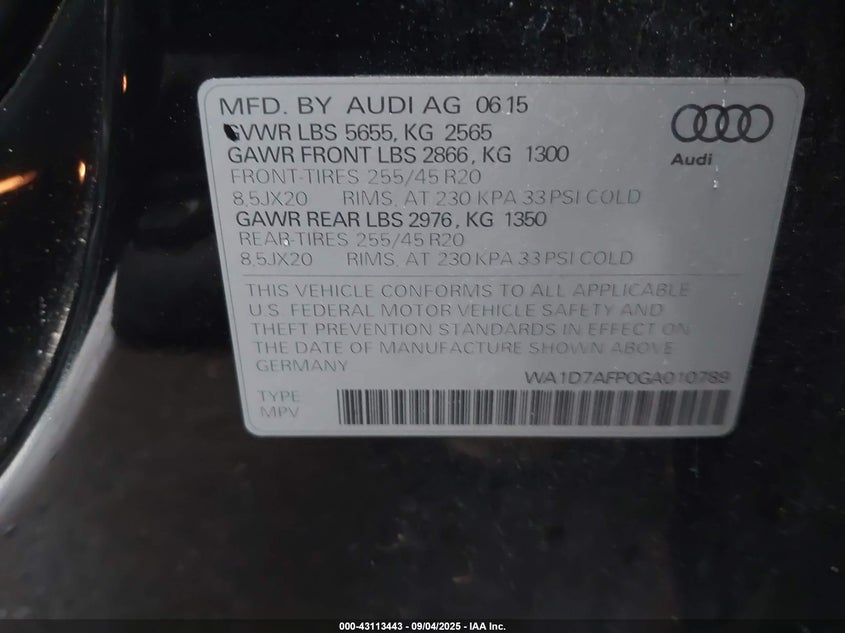 MFD. BY AUDI AG 06 15
GVWR LBS 5655, KG 2565
GAWR FRONT LBS 2866, KG 1300
FRONT-TIRES 255/45 R20
8,5JX20 RIMS, AT 230 KPA 33 PSI COLD
GAWR REAR LBS 2976, KG 1350
REAR-TIRES 255/45 R20
8,5JX20 RIMS, AT 230 KPA 33 PSI COLD
Audi
THIS VEHICLE CONFORMS TO ALL APPLICABLE
U.S. FEDERAL MOTOR VEHICLE SAFETY AND
THEFT PREVENTION STANDARDS IN EFFECT ON
THE DATE OF MANUFACTURE SHOWN ABOVE.
GERMANY
WA1D7AFP0GA010789
TYPE
MPV
000-43113443 - 09/04/2025 - IAA Inc.